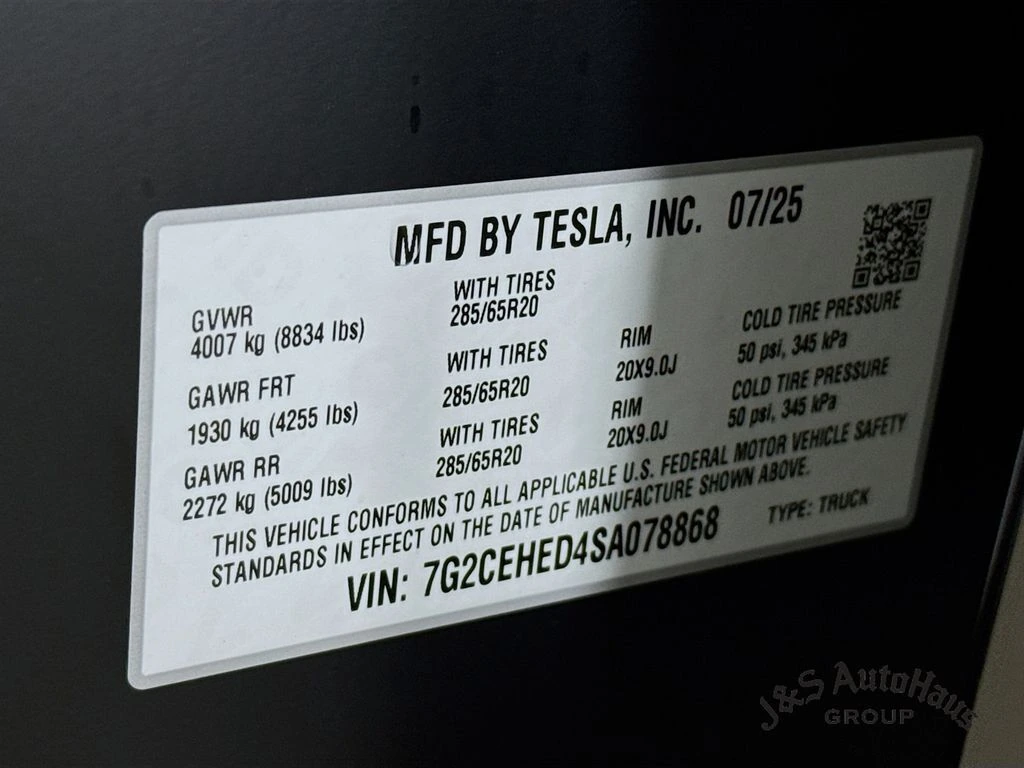 MFD BY TESLA, INC. 07/25
GVWR
4007 kg (8834 lbs)
WITH TIRES
285/65R20
GAWR FRT
1930 kg (4255 lbs)
WITH TIRES
285/65R20
RIM
20X9.0J
COLD TIRE PRESSURE
50 psi, 345 kPa
GAWR RR
2272 kg (5009 lbs)
WITH TIRES
285/65R20
RIM
20X9.0J
COLD TIRE PRESSURE
50 psi, 345 kPa
THIS VEHICLE CONFORMS TO ALL APPLICABLE U.S. FEDERAL MOTOR VEHICLE SAFETY
STANDARDS IN EFFECT ON THE DATE OF MANUFACTURE SHOWN ABOVE.
VIN: 7G2CEHED4SA078868
TYPE: TRUCK
J&S AutoHaus
GROUP